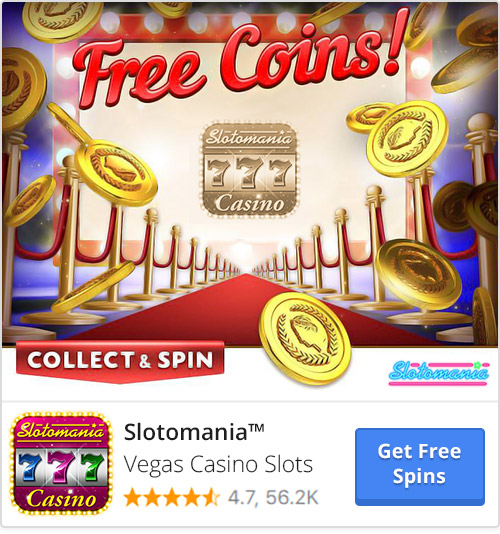 Free Coins!
Slotomania
777
Casino
COLLECT & SPIN
Slotomania
Slotomania
777
Casino
Slotomania™
Vegas Casino Slots
4.7, 56.2K
Get Free
Spins